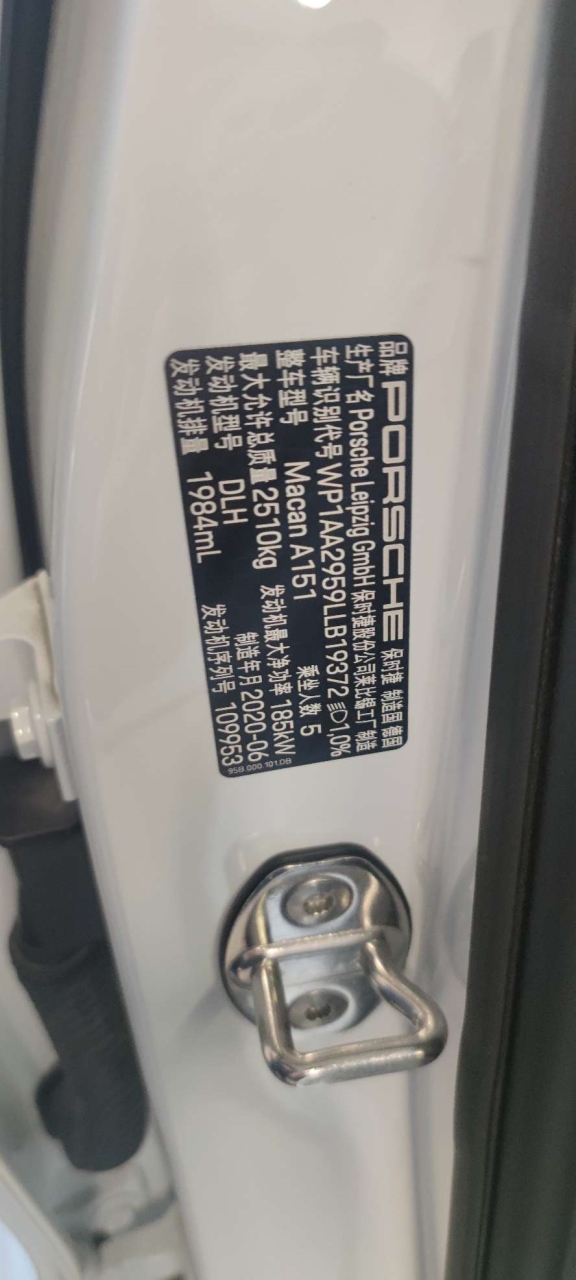 品牌 PORSCHE 保时捷 制造国 德国
生产厂名 Porsche Leipzig GmbH 保时捷股份公司莱比锡工厂制造
车辆识别代号 WP1AA2959LLB19372 1,0%
整车型号 Macan A151 乘坐人数 5
最大允许总质量 2510kg 发动机最大净功率 185kW
发动机型号 DLH 制造年月 2020-06
发动机排量 1984mL 发动机序列号 109953
95B.000.101.DB